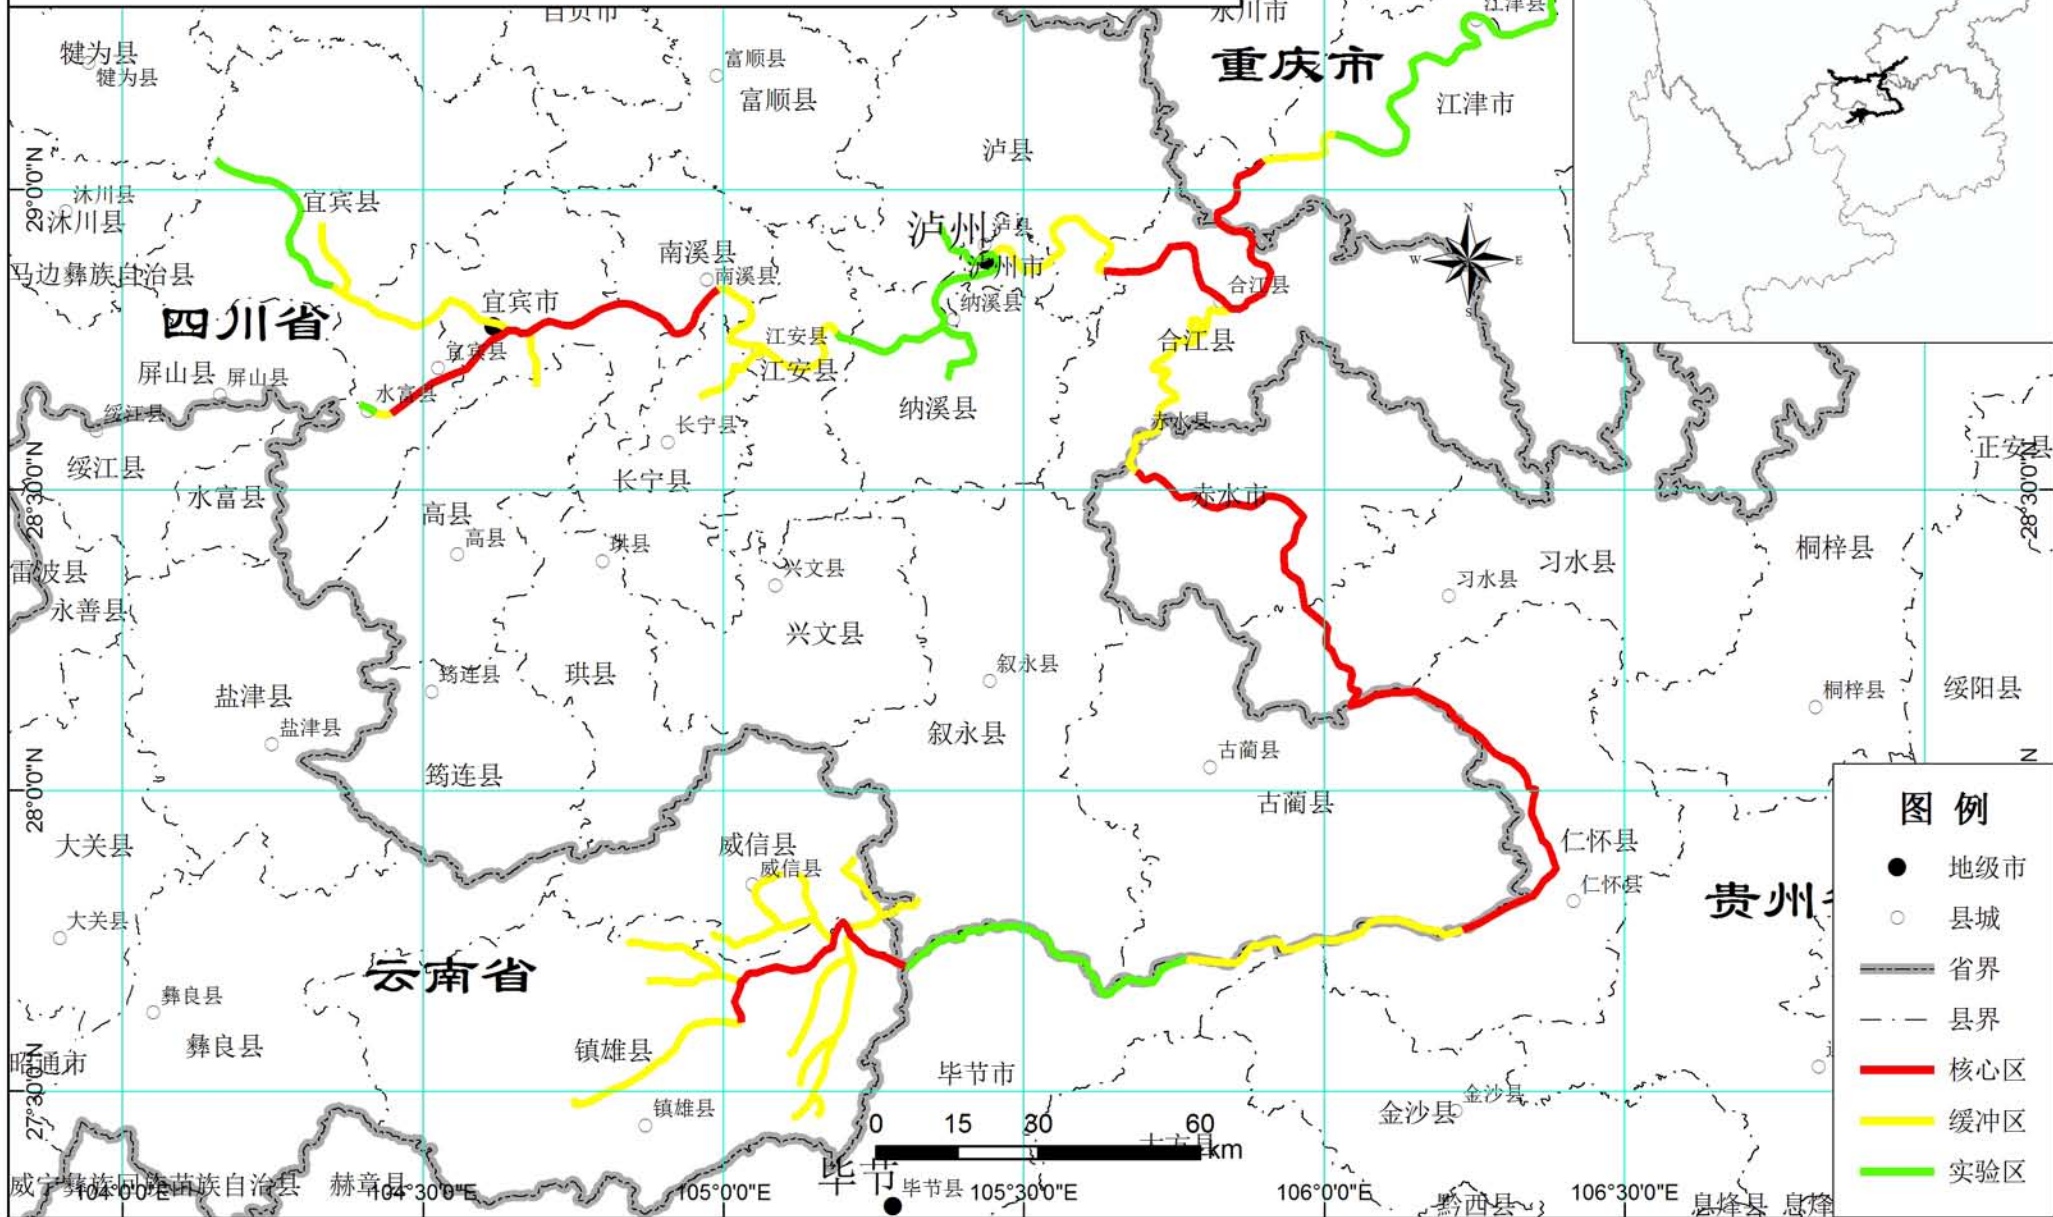 永川市
江津县
重庆市
犍为县
犍为县
富顺县
富顺县
江津市
泸县
29°0'0"N
沐川县
沐川县
宜宾县
泸州
泸县
泸州市
马边彝族自治县
南溪县
南溪县
宜宾市
纳溪县
合江县
合江县
四川省
江安县
江安县
宜宾县
屏山县
屏山县
水富县
绥江县
纳溪县
赤水县
长宁县
长宁县
N
W
E
S
正安县
绥江县
水富县
28°30'0"N
28°30'0"N
赤水市
高县
高县
珙县
兴文县
雷波县
永善县
习水县
习水县
桐梓县
兴文县
叙永县
珙县
筠连县
盐津县
盐津县
桐梓县
绥阳县
叙永县
古蔺县
古蔺县
筠连县
28°0'0"N
N
大关县
威信县
威信县
仁怀县
仁怀县
贵州
大关县
云南省
彝良县
彝良县
昭通市
镇雄县
镇雄县
毕节市
金沙县
金沙县
27°30'0"N
0
15
30
60
km
大方县
毕节
毕节县
威宁彝族回族苗族自治县
赫章县
104°0'0"E
104°30'0"E
105°0'0"E
105°30'0"E
106°0'0"E
106°30'0"E
黔西县
息烽县
息烽
图 例
地级市
县城
省界
县界
核心区
缓冲区
实验区